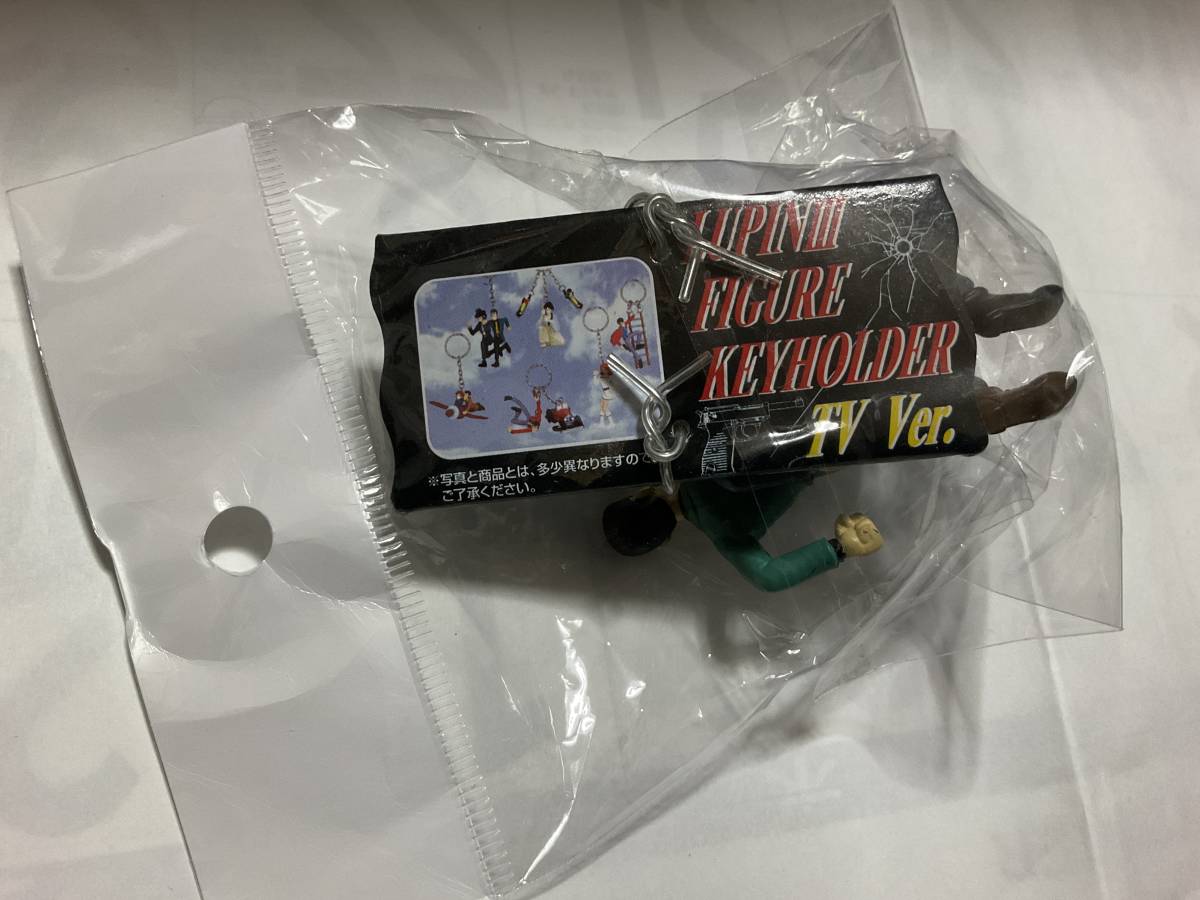 LUPIN III
FIGURE
KEYHOLDER
TV Ver.
※写真と商品とは、多少異なりますので
ご了承ください。